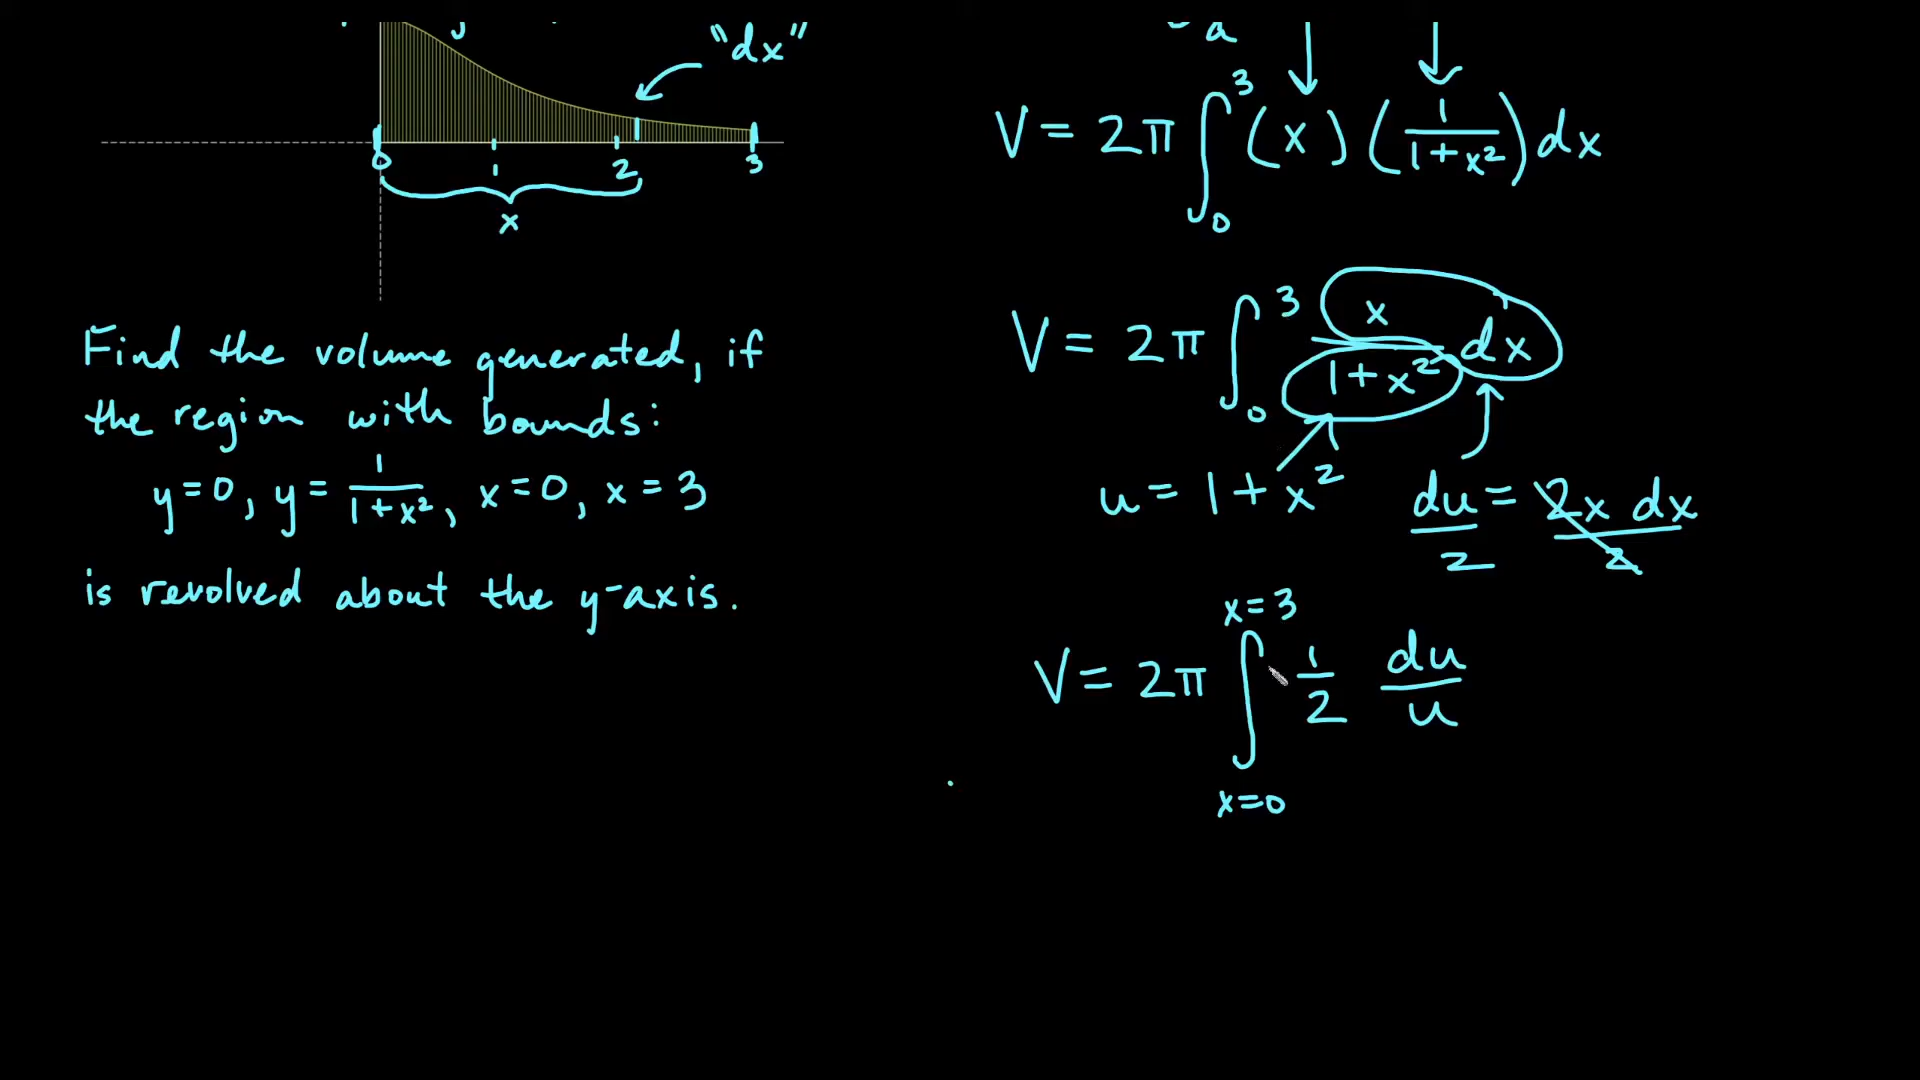 "dx"
0 1 2 3
x
Find the volume generated, if
the region with bounds:
y=0, y= 1/(1+x²), x=0, x=3
is revolved about the y-axis.
a
V = 2π ∫₀³ (x) (1/(1+x²)) dx
V = 2π ∫₀³ x/(1+x²) dx
u = 1+x² du/2 = 2x dx/2
V = 2π ∫_{x=0}^{x=3} 1/2 du/u